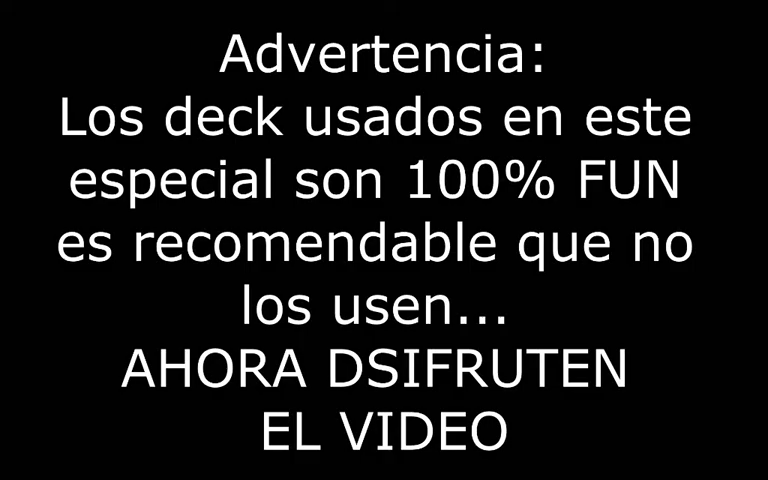 Advertencia:
Los deck usados en este
especial son 100% FUN
es recomendable que no
los usen...
AHORA DSIFRUTEN
EL VIDEO